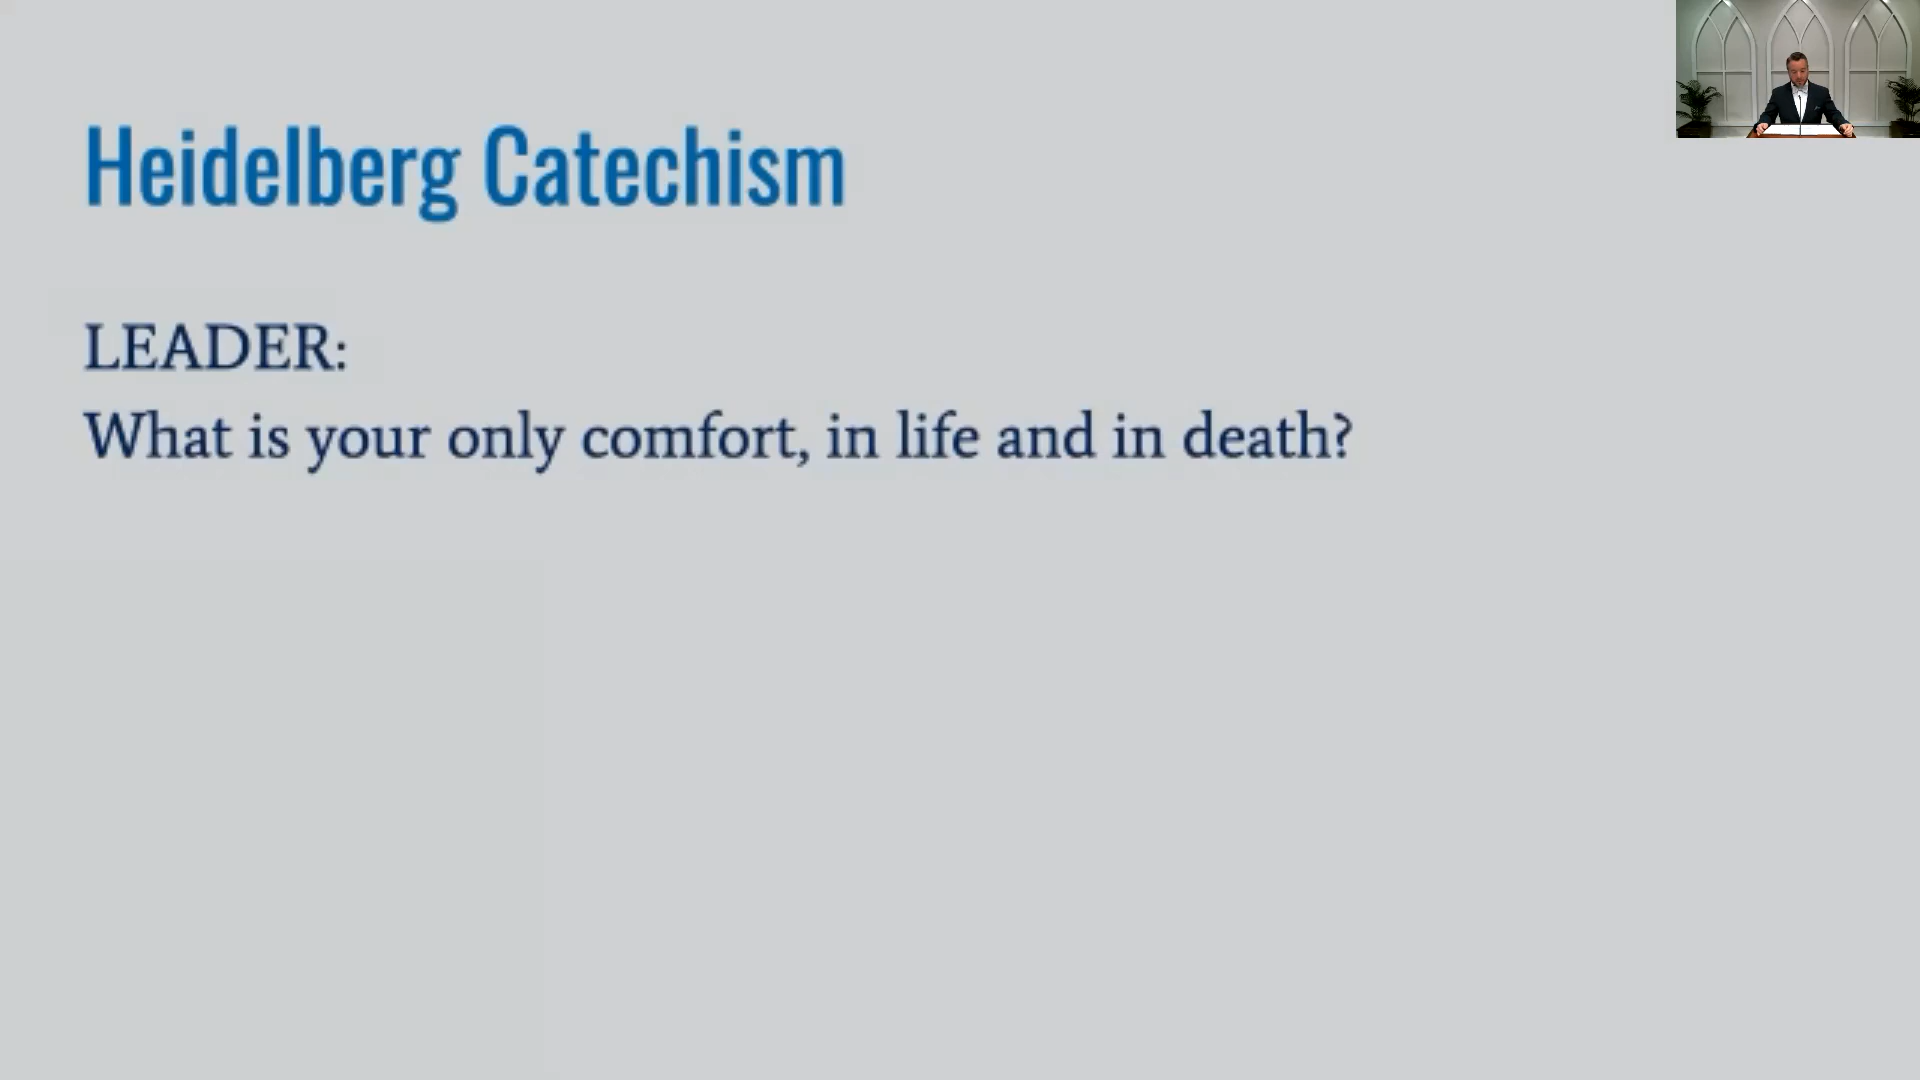 Heidelberg Catechism
LEADER:
What is your only comfort, in life and in death?